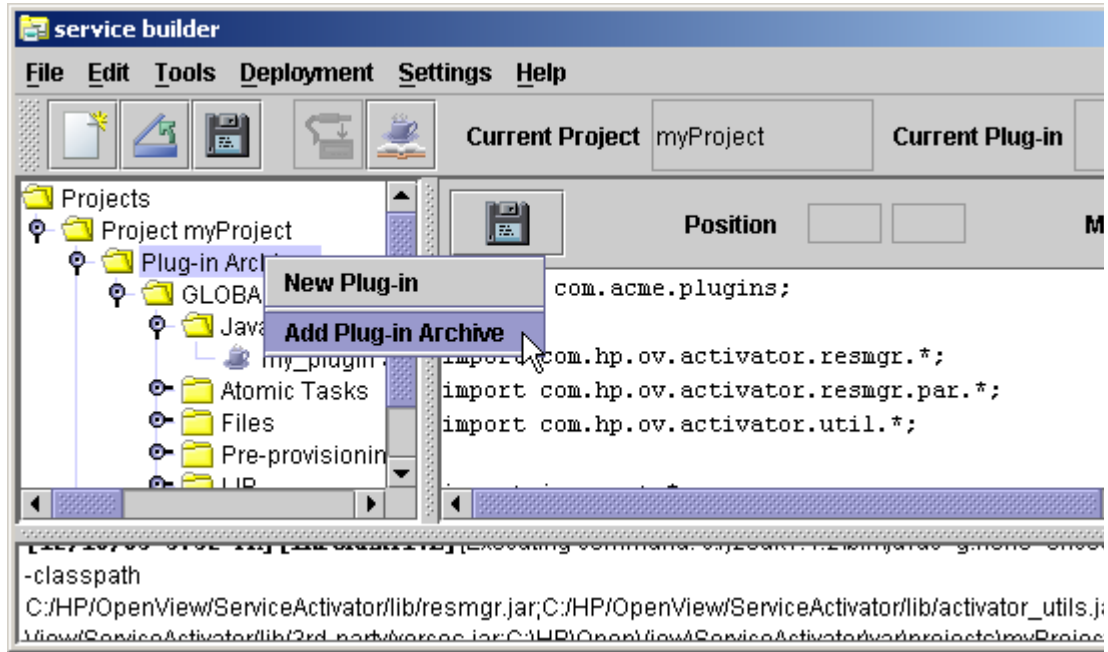 service builder
File Edit Tools Deployment Settings Help
Current Project myProject Current Plug-in
Projects
Project myProject
Plug-in
GLOBA
Java
Atomic Tasks
Files
Pre-provisionin
LIB
New Plug-in
Add Plug-in Archive
Position M
com.acme.plugins;
import com.hp.ov.activator.resmgr.*;
import com.hp.ov.activator.resmgr.par.*;
import com.hp.ov.activator.util.*;
-classpath
C:/HP/OpenView/ServiceActivator/lib/resmgr.jar;C:/HP/OpenView/ServiceActivator/lib/activator_utils.ja